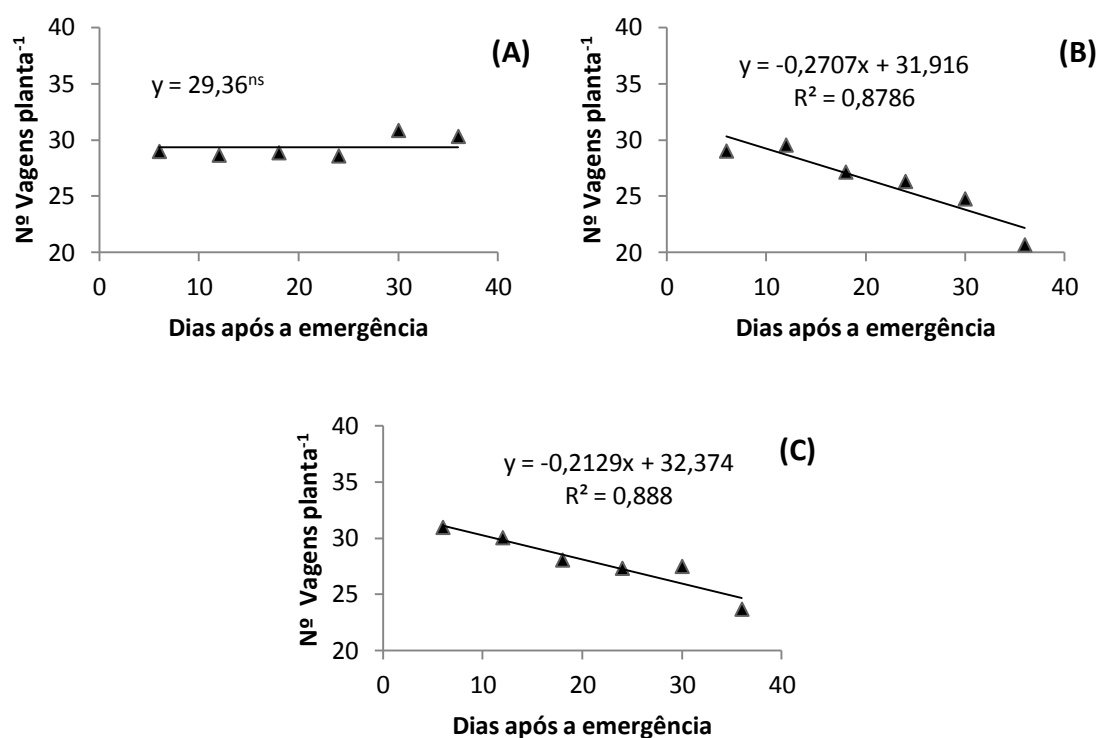 (A)
y = 29,36ns
Nº Vagens planta-1
40
35
30
25
20
0 10 20 30 40
Dias após a emergência
(B)
y = -0,2707x + 31,916
R² = 0,8786
Nº Vagens planta-1
40
35
30
25
20
0 10 20 30 40
Dias após a emergência
(C)
y = -0,2129x + 32,374
R² = 0,888
Nº Vagens planta-1
40
35
30
25
20
0 10 20 30 40
Dias após a emergência